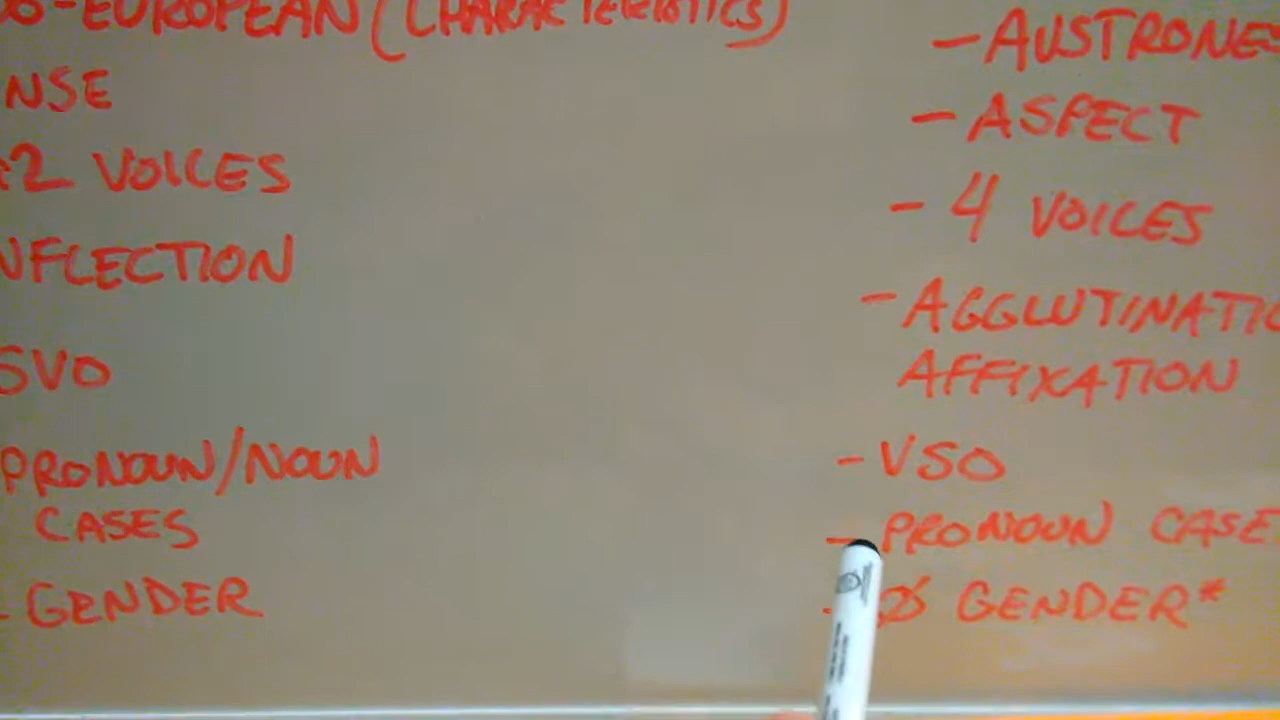 O-EUROPEAN (CHARACTERISTICS)
NSE
2 VOICES
NFLECTION
SVO
PRONOUN/NOUN
CASES
- GENDER
- AUSTRONES
- ASPECT
- 4 VOICES
- AGGLUTINATIO
AFFIXATION
- VSO
- PRONOUN CASE
- Ø GENDER*